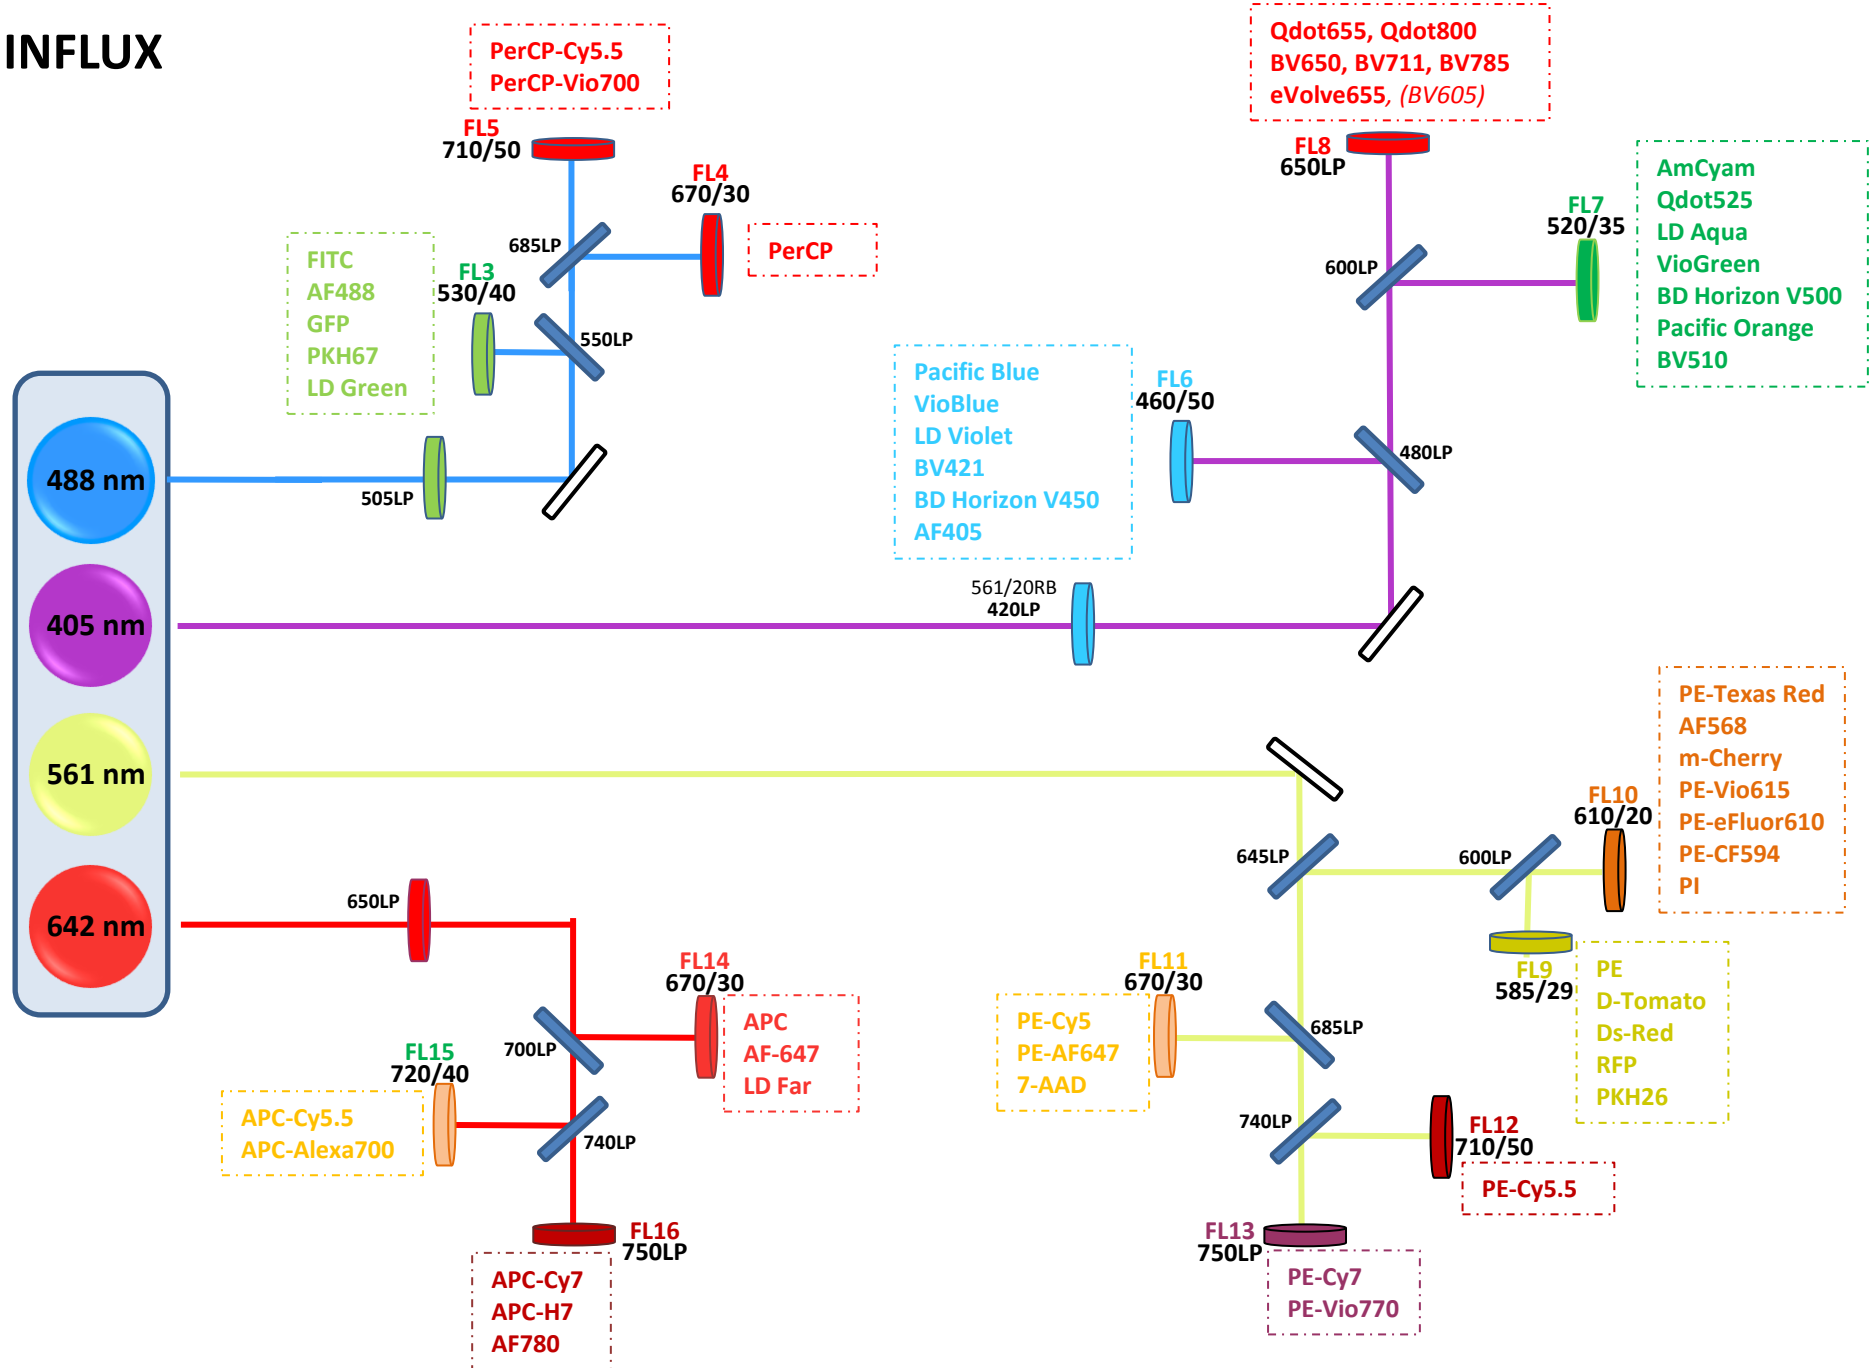 INFLUX
PerCP-Cy5.5
PerCP-Vio700
FL5
710/50
FL4
670/30
685LP
PerCP
FITC
AF488
GFP
PKH67
LD Green
FL3
530/40
550LP
505LP
488 nm
405 nm
561 nm
642 nm
Qdot655, Qdot800
BV650, BV711, BV785
eVolve655, (BV605)
FL8
650LP
FL7
520/35
600LP
AmCyam
Qdot525
LD Aqua
VioGreen
BD Horizon V500
Pacific Orange
BV510
Pacific Blue
VioBlue
LD Violet
BV421
BD Horizon V450
AF405
FL6
460/50
480LP
561/20RB
420LP
PE-Texas Red
AF568
m-Cherry
PE-Vio615
PE-eFluor610
PE-CF594
PI
FL10
610/20
645LP
600LP
FL9
585/29
PE
D-Tomato
Ds-Red
RFP
PKH26
FL11
670/30
PE-Cy5
PE-AF647
7-AAD
685LP
740LP
FL12
710/50
PE-Cy5.5
FL13
750LP
PE-Cy7
PE-Vio770
650LP
FL14
670/30
APC
AF-647
LD Far
700LP
FL15
720/40
APC-Cy5.5
APC-Alexa700
740LP
FL16
750LP
APC-Cy7
APC-H7
AF780